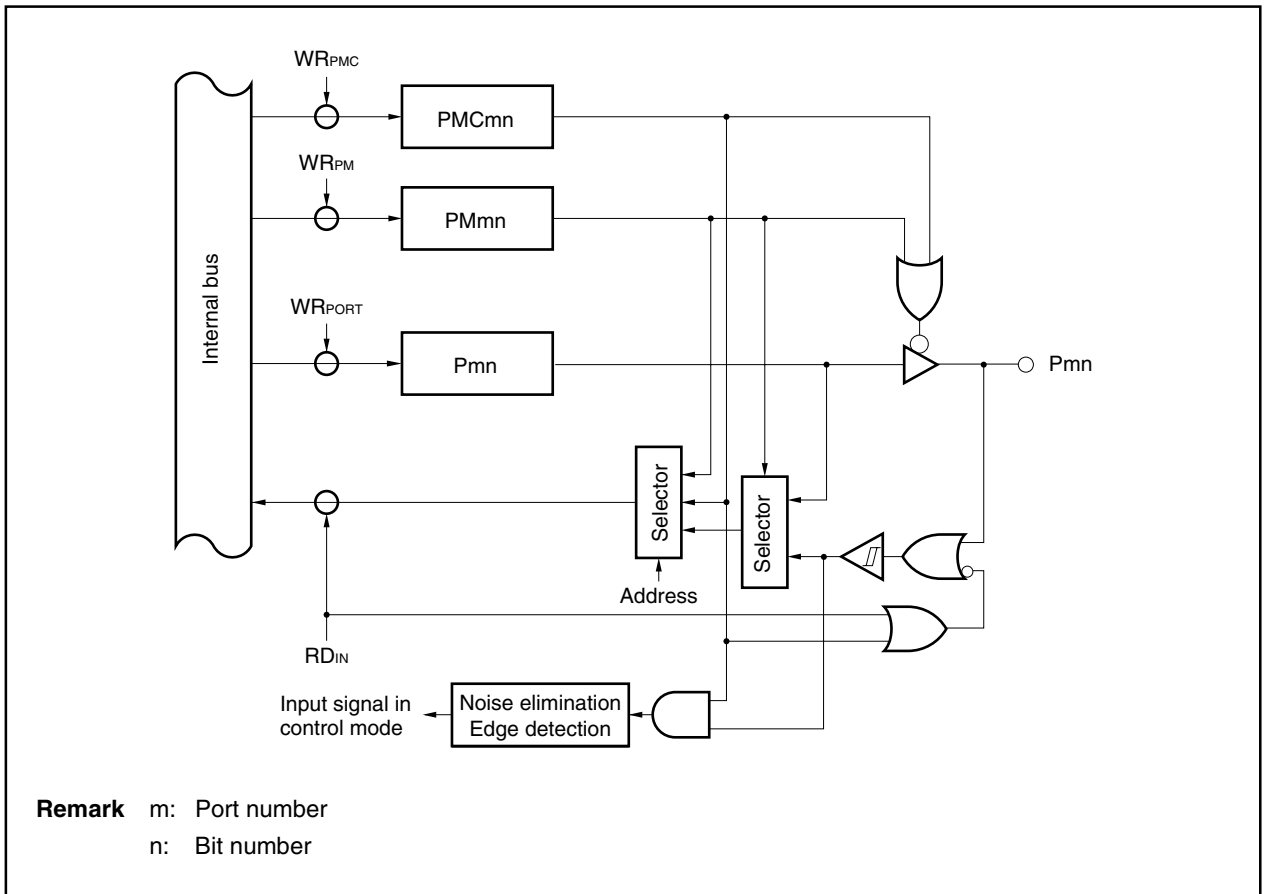 WRPMC
PMCmn
WRPM
PMmn
Internal bus
WRPORT
Pmn
Pmn
Selector
Selector
Address
RDIN
Input signal in
control mode
Noise elimination
Edge detection
Remark m: Port number
n: Bit number